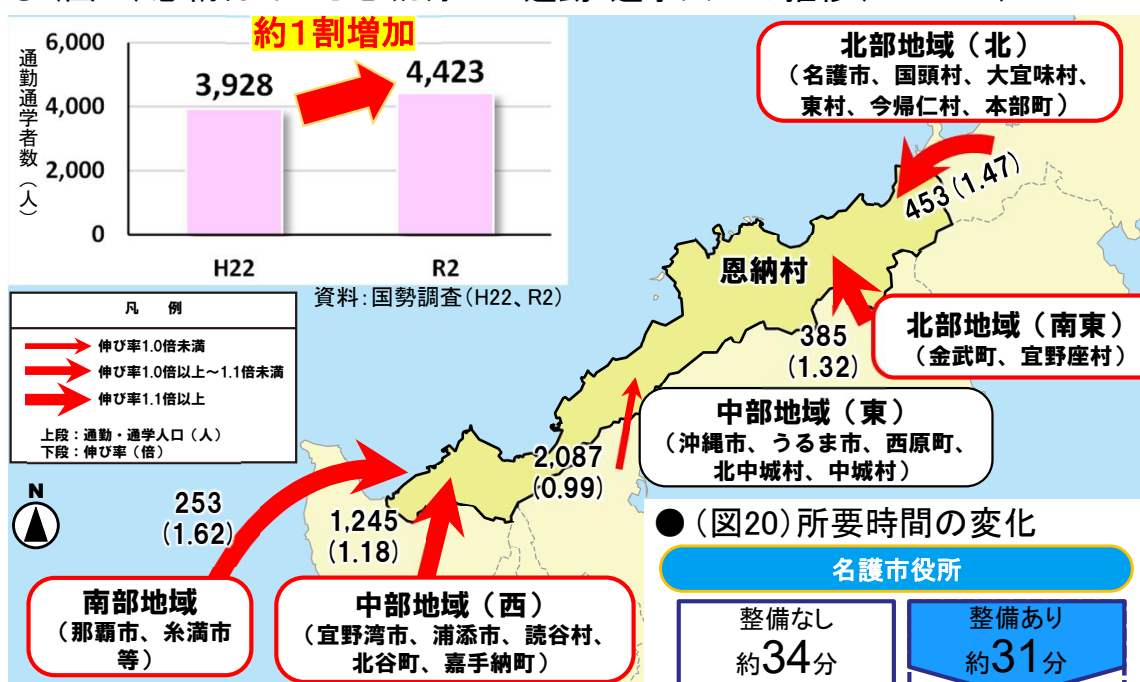 約1割増加
通勤通学者数（人）
6,000
4,000
2,000
0
3,928
4,423
H22
R2
資料：国勢調査（H22、R2）
凡 例
伸び率1.0倍未満
伸び率1.0倍以上～1.1倍未満
伸び率1.1倍以上
上段：通勤・通学人口（人）
下段：伸び率（倍）
N
北部地域（北）
（名護市、国頭村、大宜味村、
東村、今帰仁村、本部町）
453(1.47)
恩納村
北部地域（南東）
（金武町、宜野座村）
385
(1.32)
中部地域（東）
（沖縄市、うるま市、西原町、
北中城村、中城村）
2,087
(0.99)
253
(1.62)
1,245
(1.18)
南部地域
（那覇市、糸満市
等）
中部地域（西）
（宜野湾市、浦添市、読谷村、
北谷町、嘉手納町）
●（図20）所要時間の変化
名護市役所
整備なし
約34分
整備あり
約31分